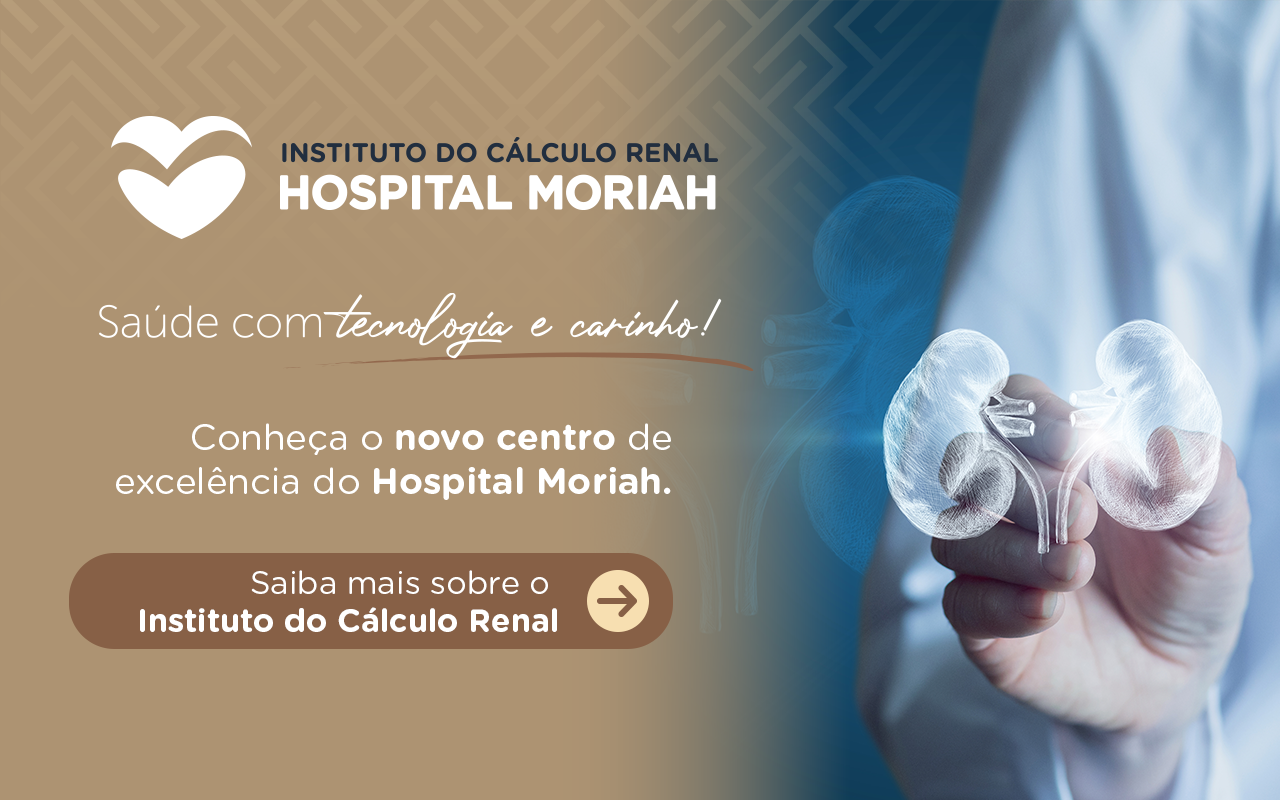 INSTITUTO DO CÁLCULO RENAL
HOSPITAL MORIAH
Saúde com tecnologia e carinho!
Conheça o novo centro de
excelência do Hospital Moriah.
Saiba mais sobre o
Instituto do Cálculo Renal